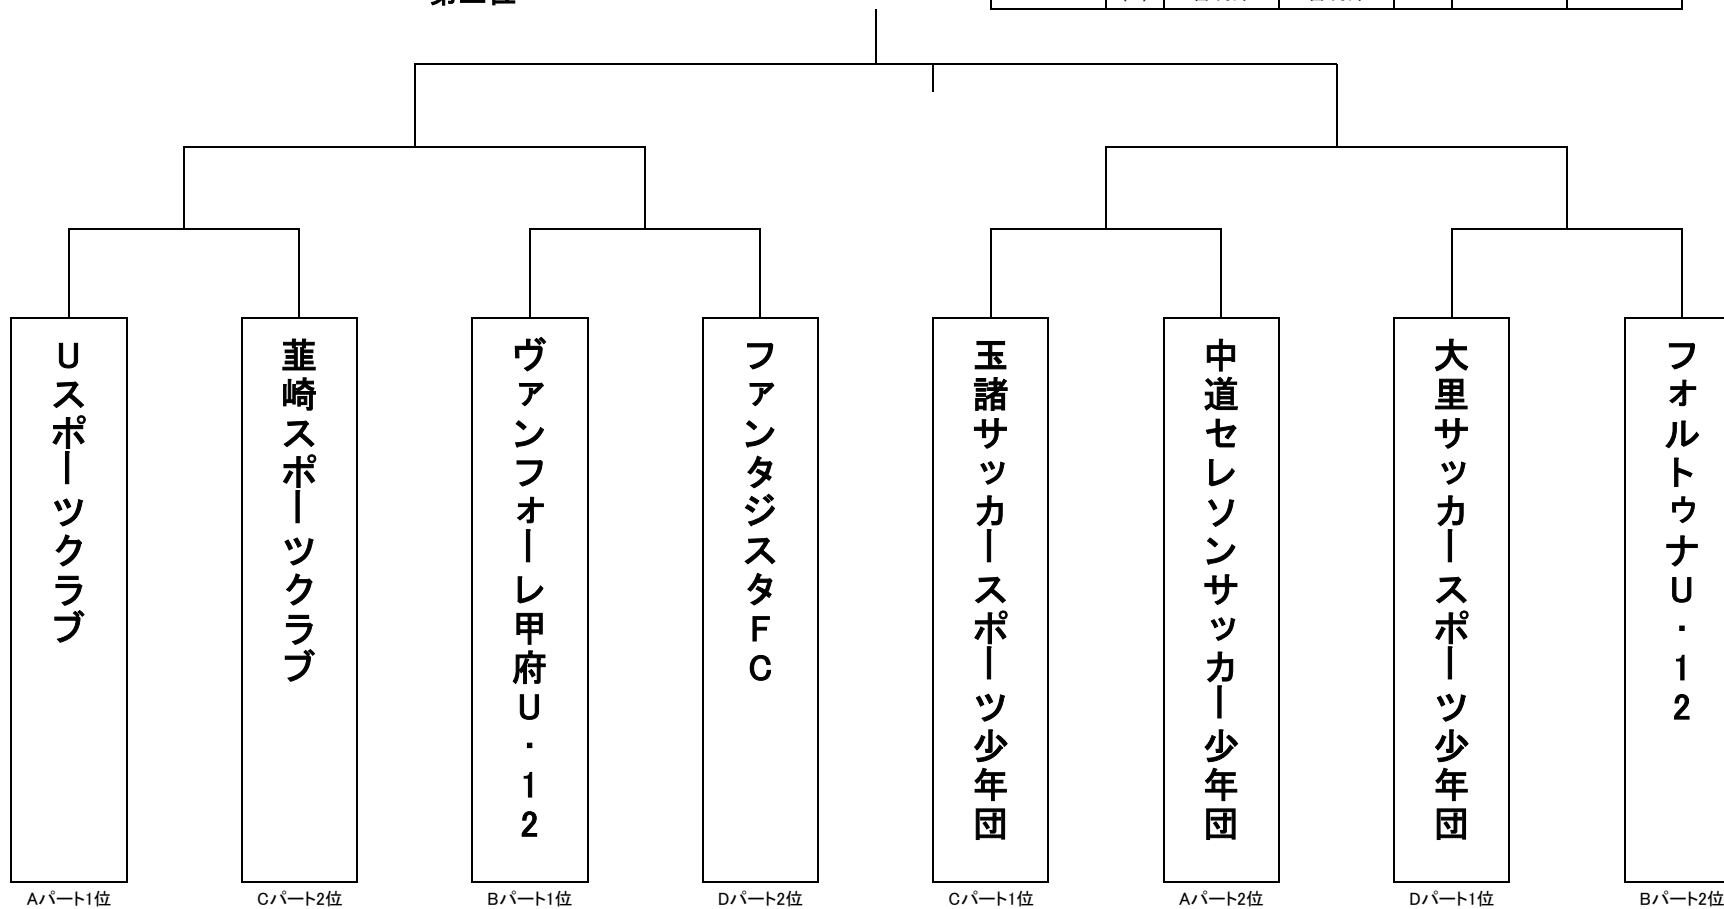 Uスポーツクラブ
韮崎スポーツクラブ
ヴァンフォーレ甲府U・12
ファンタジスタFC
玉諸サッカースポーツ少年団
中道セレソンサッカー少年団
大里サッカースポーツ少年団
フォルトゥナU・12
Aパート1位
Cパート2位
Bパート1位
Dパート2位
Cパート1位
Aパート2位
Dパート1位
Bパート2位